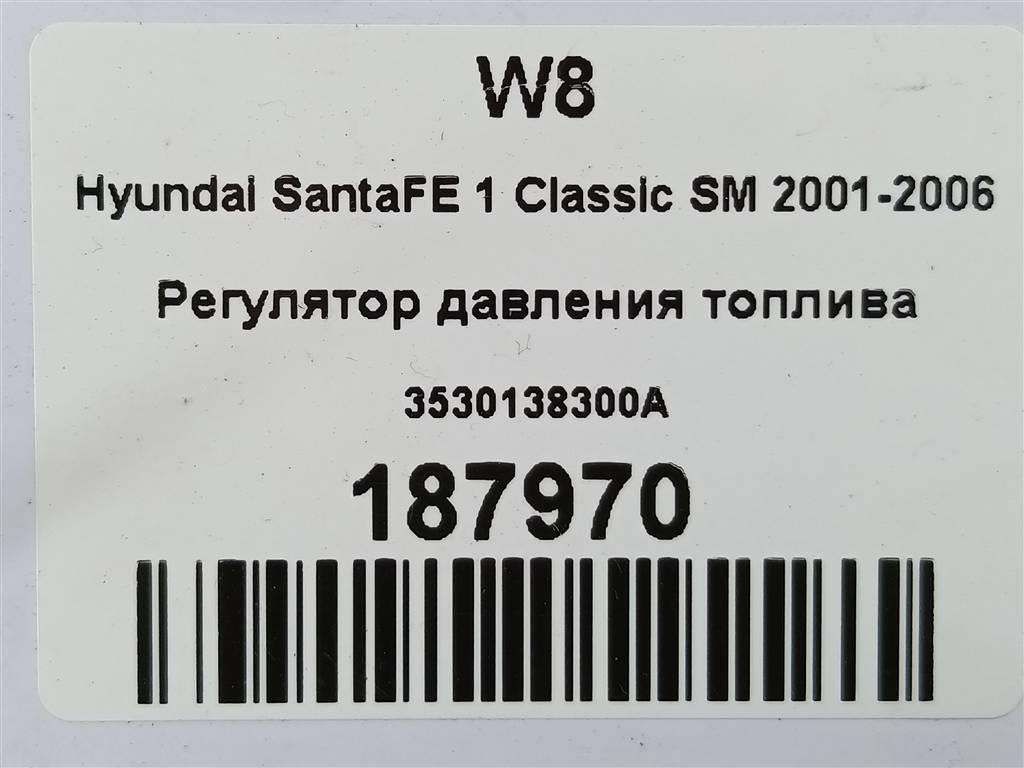 W8
Hyundai SantaFE 1 Classic SM 2001-2006
Регулятор давления топлива
3530138300A
187970